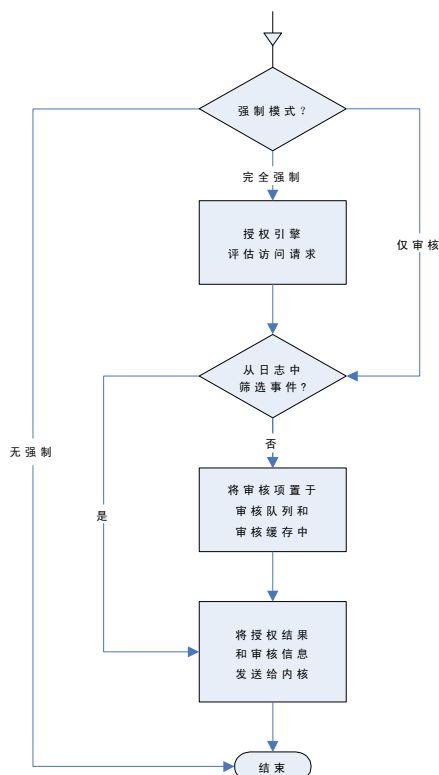 强制模式？
完全强制
授权引擎
评估访问请求
仅审核
从日志中
筛选事件？
无强制
否
是
将审核项置于
审核队列和
审核缓存中
将授权结果
和审核信息
发送给内核
结束